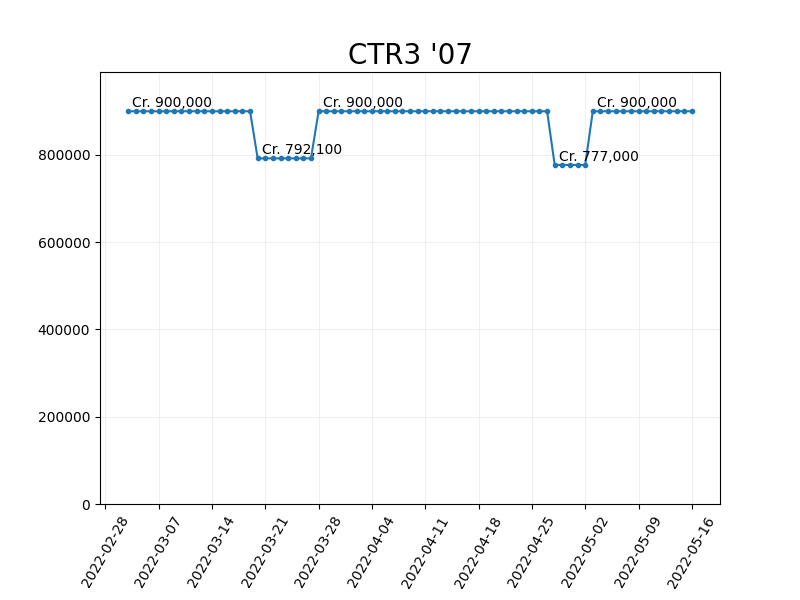 CTR3 '07
Cr. 900,000
Cr. 900,000
Cr. 900,000
Cr. 792,100
Cr. 777,000
800000
600000
400000
200000
0
2022-02-28
2022-03-07
2022-03-14
2022-03-21
2022-03-28
2022-04-04
2022-04-11
2022-04-18
2022-04-25
2022-05-02
2022-05-09
2022-05-16